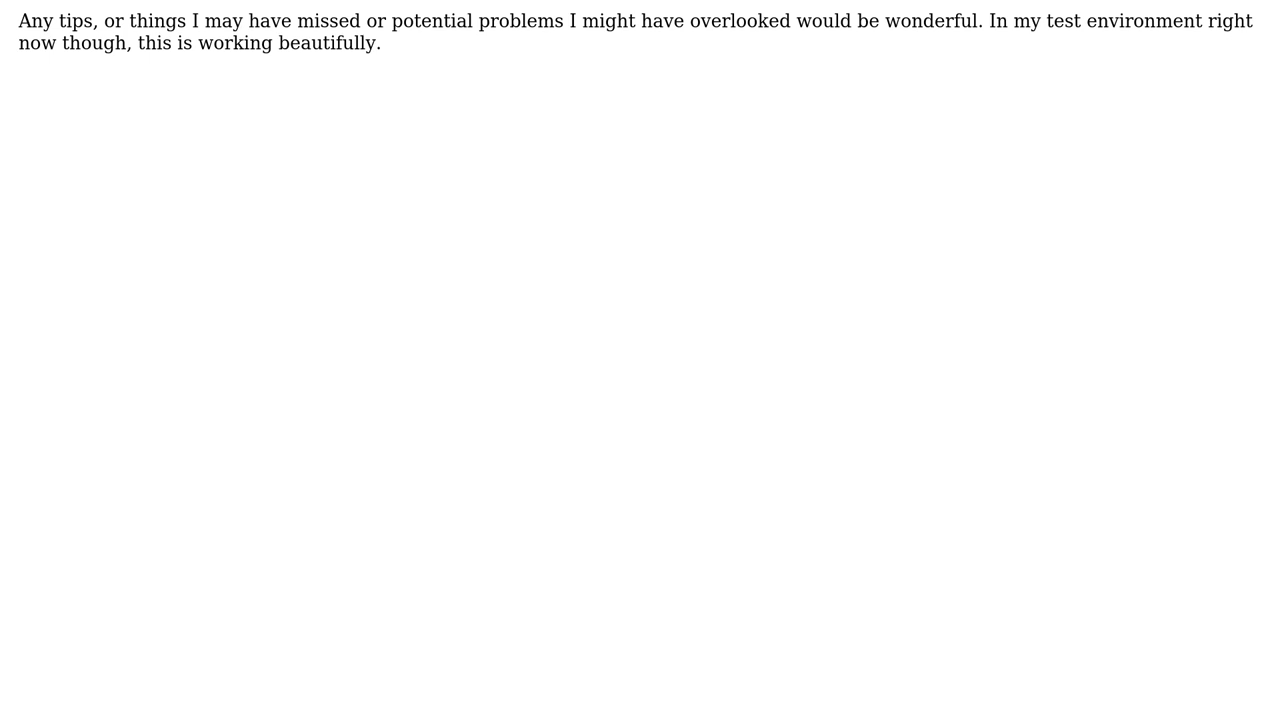 Any tips, or things I may have missed or potential problems I might have overlooked would be wonderful. In my test environment right
now though, this is working beautifully.